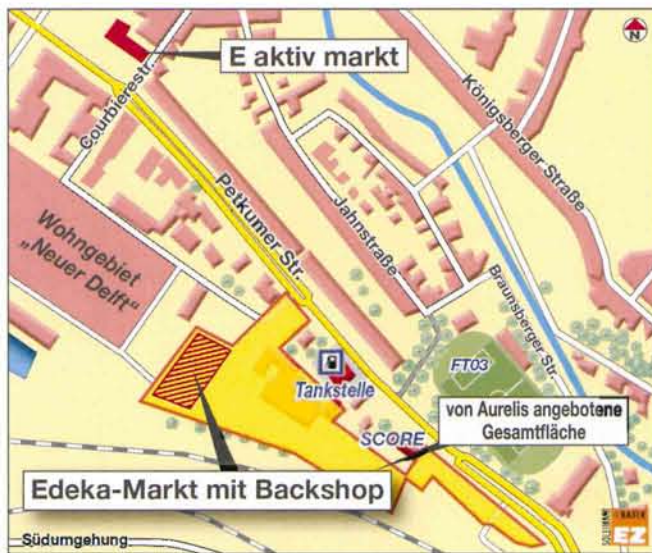 N
E aktiv markt
Courbierestr.
Königsberger Straße
Petkumer Str.
Jahnstraße
Wohngebiet
„Neuer Delft“
Braunsberger Str.
FT03
Tankstelle
von Aurelis angebotene
Gesamtfläche
SCORE
Edeka-Markt mit Backshop
Südumgehung
EZ